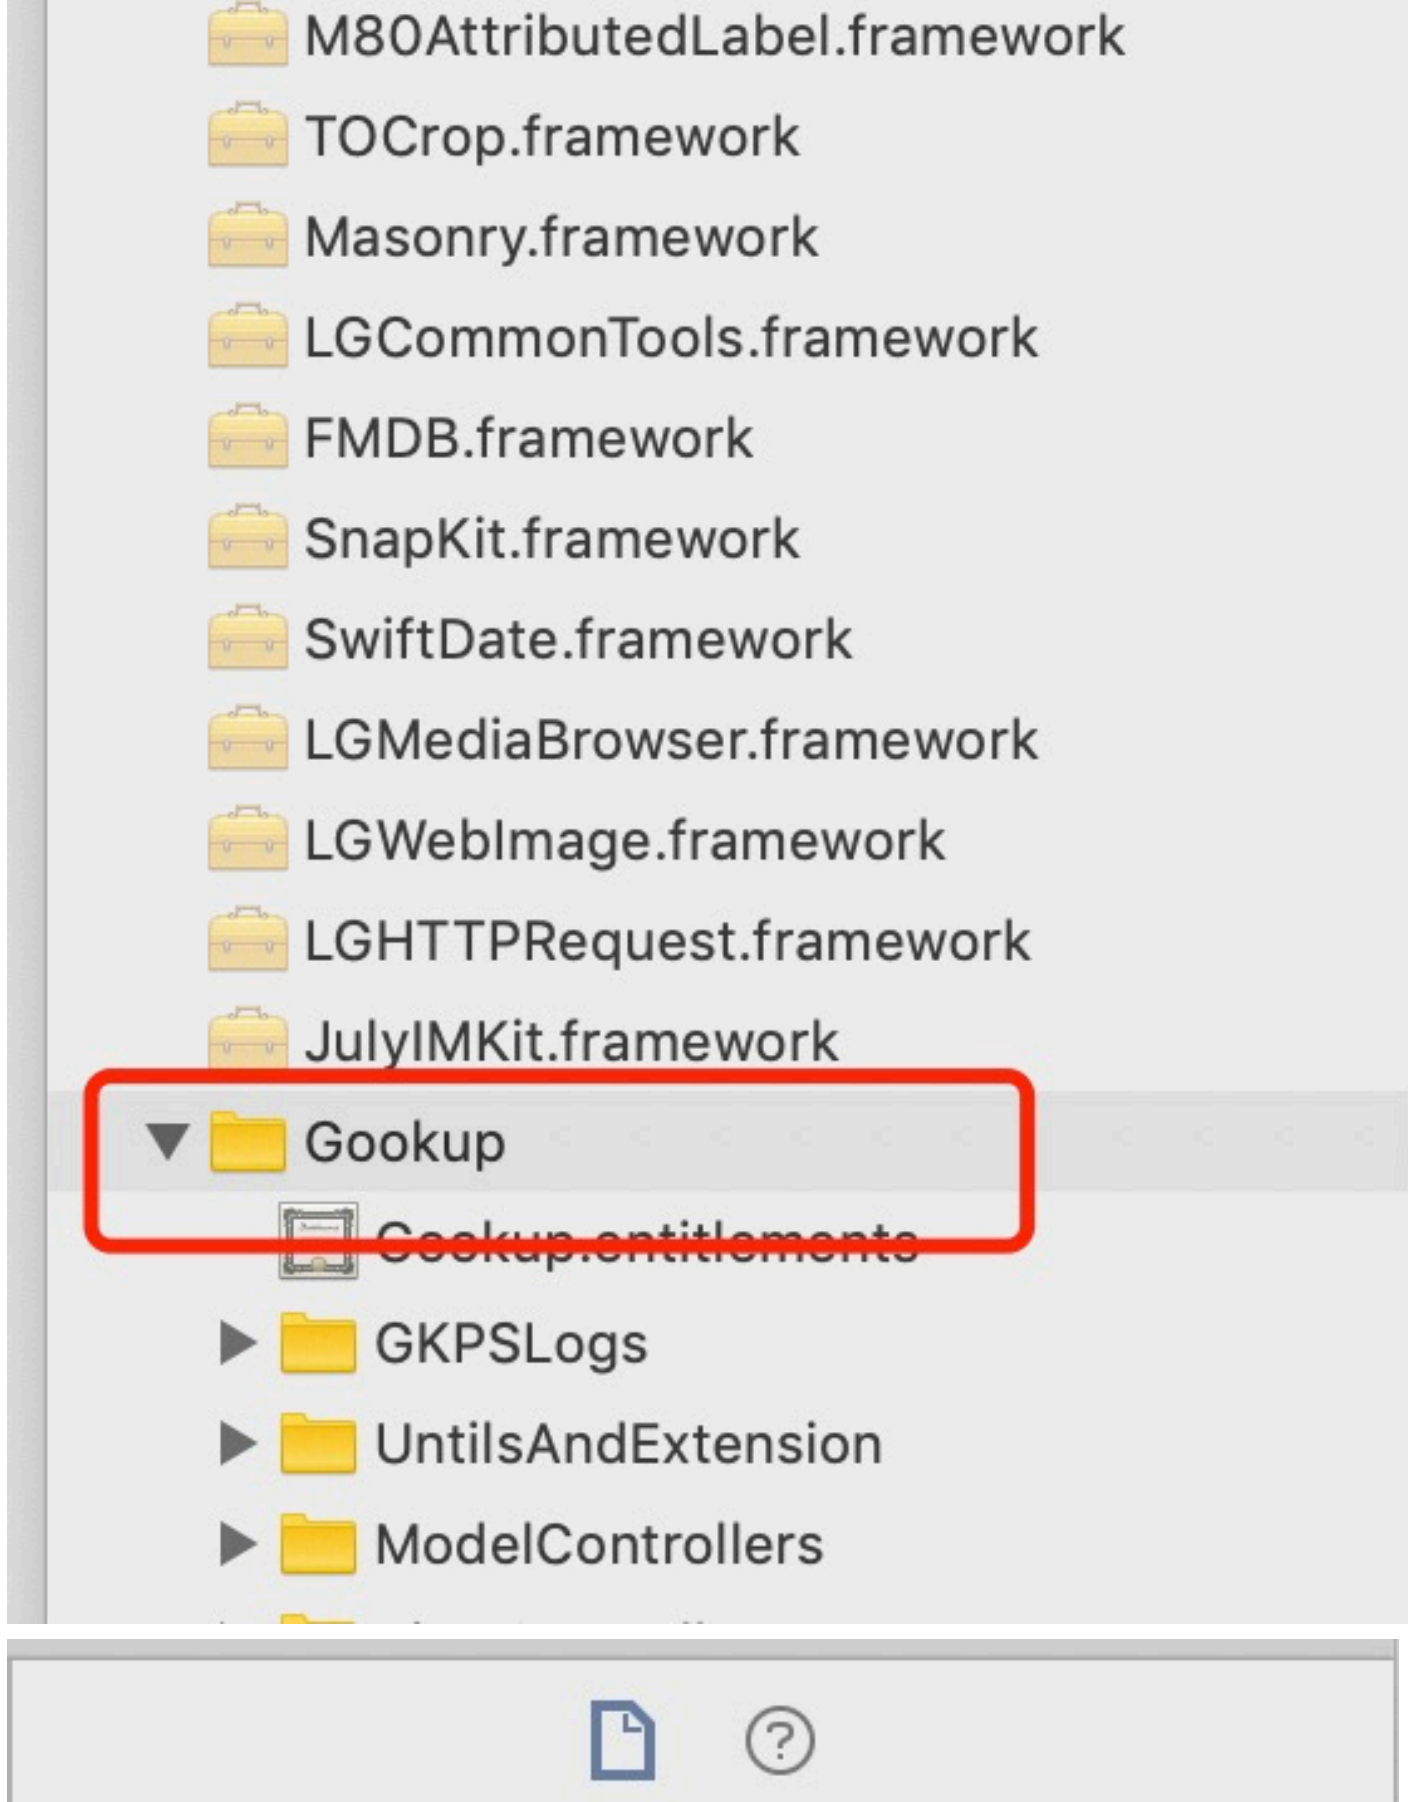 M80AttributedLabel.framework
TOCrop.framework
Masonry.framework
LGCommonTools.framework
FMDB.framework
SnapKit.framework
SwiftDate.framework
LGMediaBrowser.framework
LGWebImage.framework
LGHTTPRequest.framework
JulyIMKit.framework
Gookup
Gookup.entitlements
GKPSLogs
UntilsAndExtension
ModelControllers
?